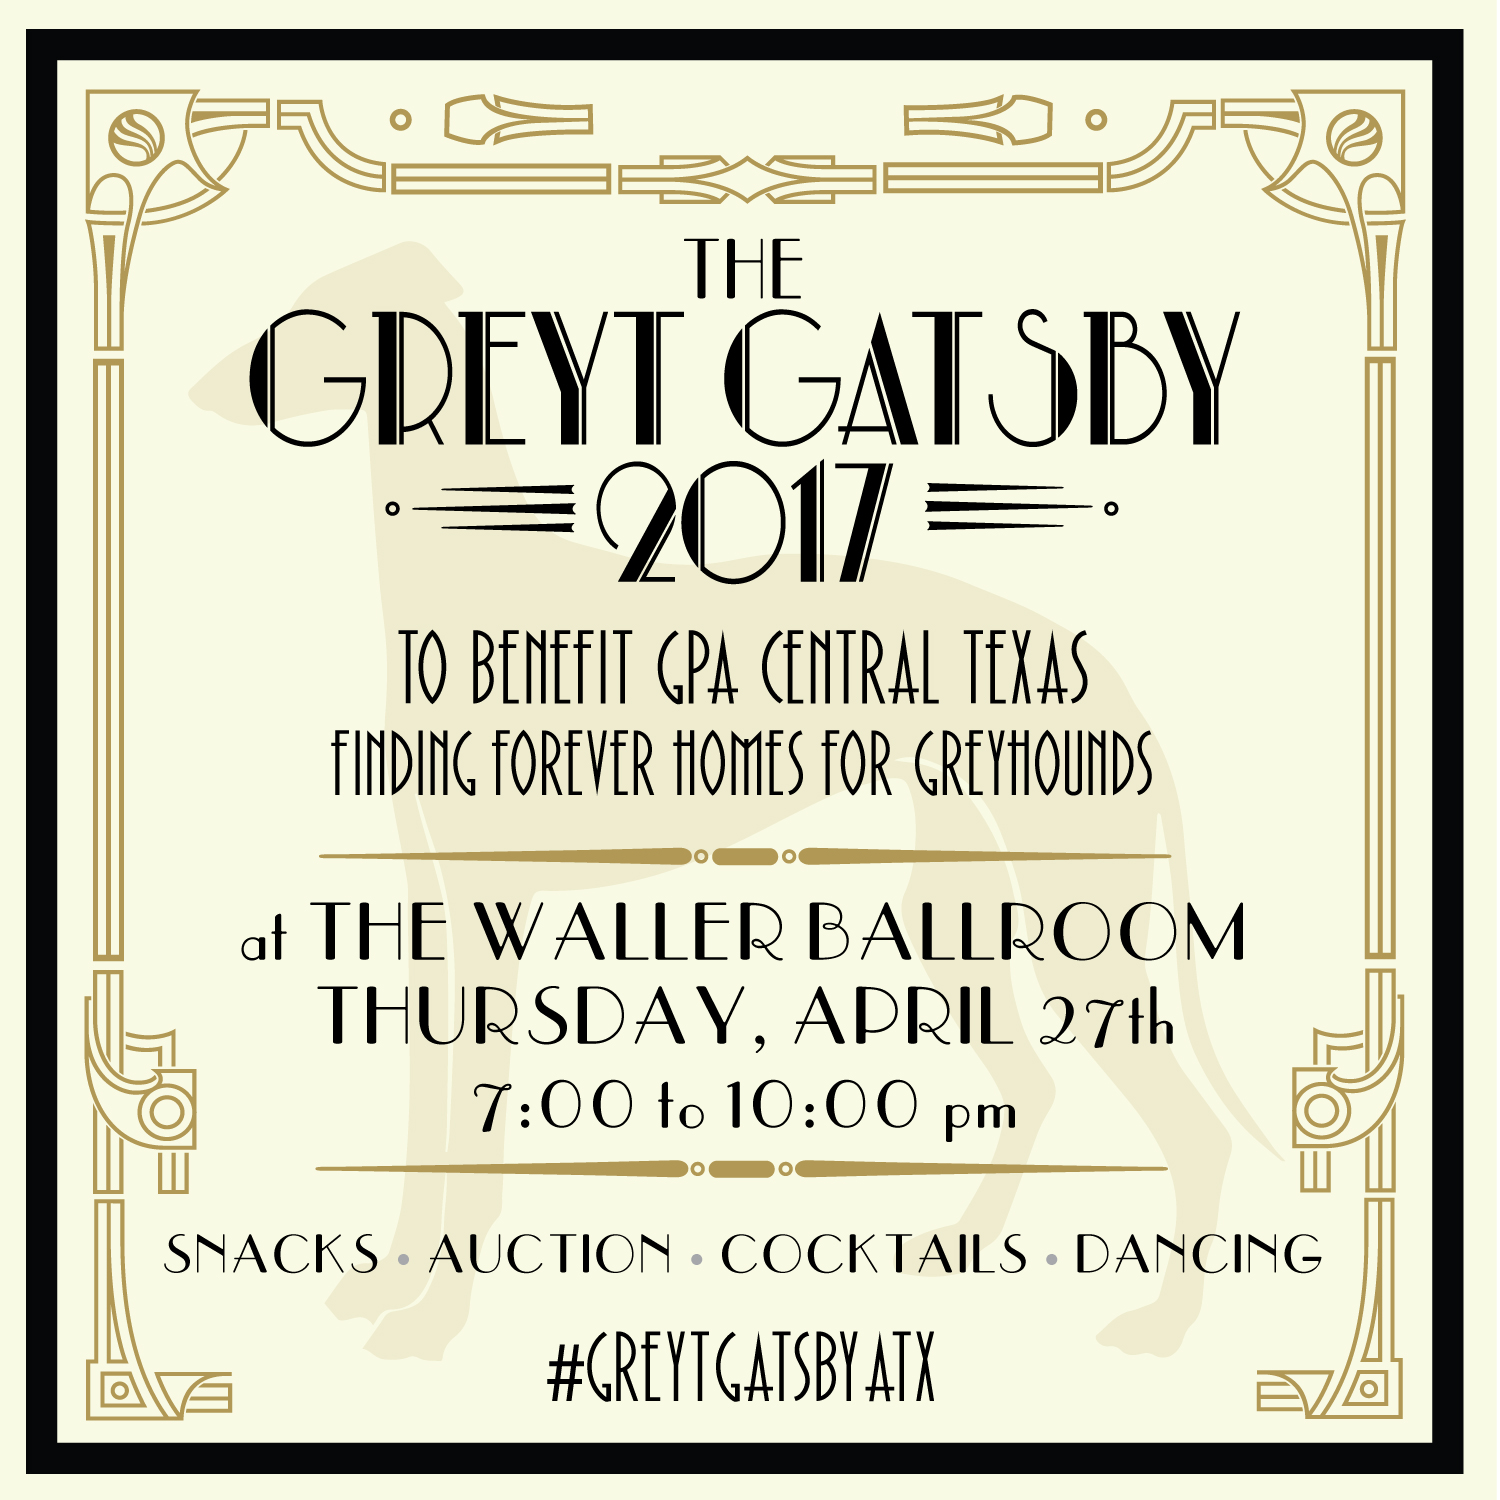 THE
GREYT GATSBY
2017
TO BENEFIT GPA CENTRAL TEXAS
FINDING FOREVER HOMES FOR GREYHOUNDS
at THE WALLER BALLROOM
THURSDAY, APRIL 27th
7:00 to 10:00 pm
SNACKS • AUCTION • COCKTAILS • DANCING
#GREYTGATSBYATX